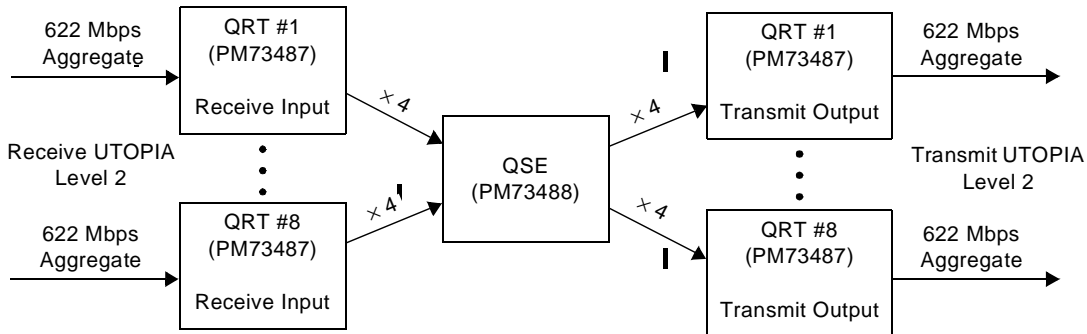 622 Mbps
Aggregate
QRT #1
(PM73487)
Receive Input
× 4
QRT #1
(PM73487)
Transmit Output
× 4
622 Mbps
Aggregate
Receive UTOPIA
Level 2
QSE
(PM73488)
Transmit UTOPIA
Level 2
622 Mbps
Aggregate
QRT #8
(PM73487)
Receive Input
× 4
× 4
QRT #8
(PM73487)
Transmit Output
622 Mbps
Aggregate